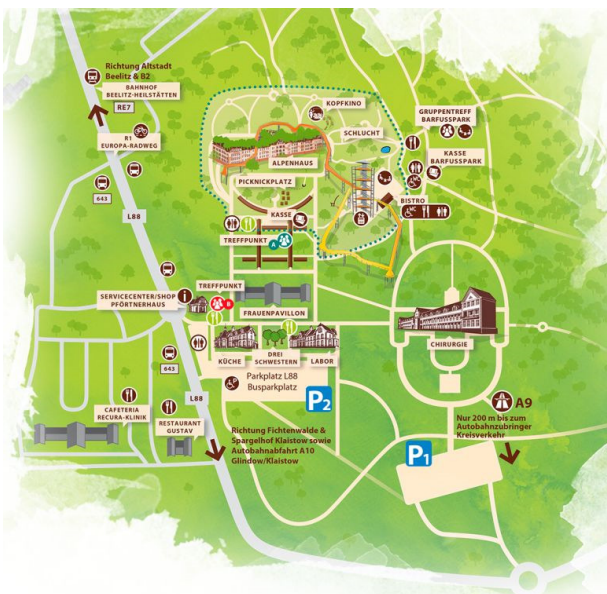 Richtung Altstadt
Beelitz & B2
BAHNHOF
BEELITZ-HEILSTÄTTEN
RE7
R1
EUROPA-RADWEG
643
L88
KOPFKINO
SCHLUCHT
GRUPPENTREFF
BARFUSSPARK
KASSE
BARFUSSPARK
ALPENHAUS
PICKNICKPLATZ
KASSE
BISTRO
TREFFPUNKT A
TREFFPUNKT
B
SERVICECENTER/SHOP
PFÖRTNERHAUS
i
FRAUENPAVILLON
CHIRURGIE
KÜCHE
DREI
SCHWESTERN
LABOR
643
L88
Parkplatz L88
Busparkplatz
P2
CAFETERIA
RECURA-KLINIK
RESTAURANT
GUSTAV
Richtung Fichtenwalde &
Spargelhof Klaistow sowie
Autobahnabfahrt A10
Glindow/Klaistow
A9
Nur 200 m bis zum
Autobahnzubringer
Kreisverkehr
P1